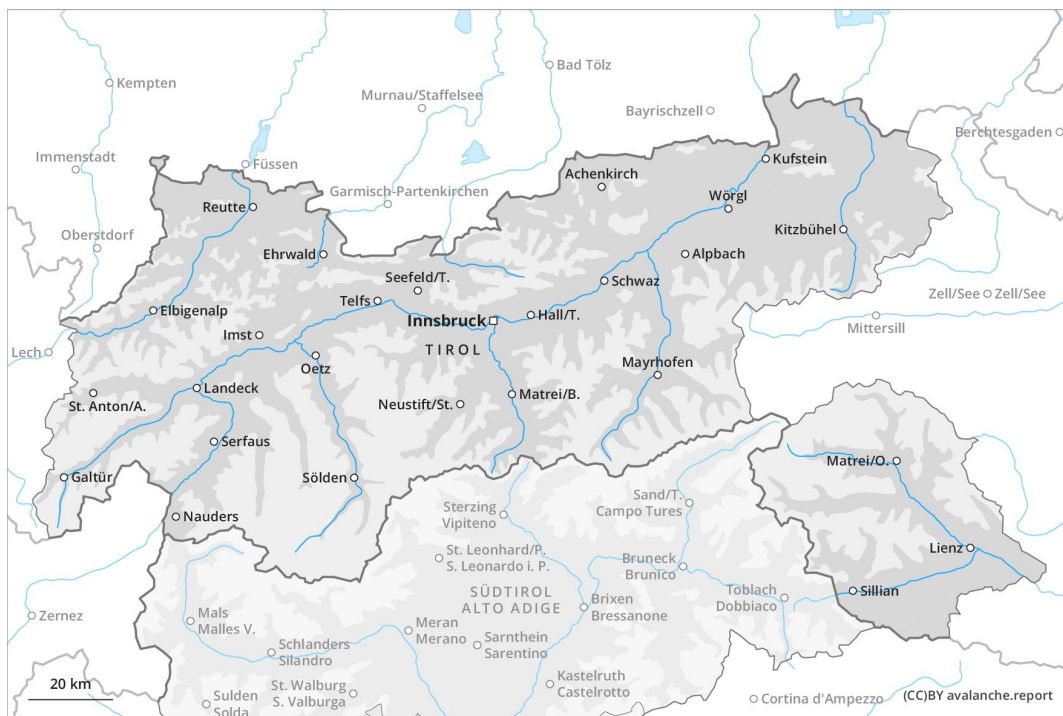 Kempten
Bad Tölz
Murnau/Staffelsee
Bayrischzell
Berchtesgaden
Immenstadt
Füssen
Kufstein
Garmisch-Partenkirchen
Achenkirch
Reutte
Wörgl
Oberstdorf
Kitzbühel
Ehrwald
Alpbach
Seefeld/T.
Schwaz
Telfs
Zell/See
Zell/See
Elbigenalp
Innsbruck
Hall/T.
Mittersill
Imst
TIROL
Lech
Oetz
Mayrhofen
Landeck
St. Anton/A.
Neustift/St.
Matrei/B.
Serfaus
Matrei/O.
Galtür
Sölden
Sand/T.
Campo Tures
Sterzing
Vipiteno
Nauders
Lienz
St. Leonhard/P.
S. Leonardo i. P.
Bruneck
Brunico
SÜDTIROL
ALTO ADIGE
Toblach
Dobbiaco
Sillian
Brixen
Bressanone
Zernez
Mals
Malles V.
Meran
Merano
Sarnthein
Sarentino
Schlanders
Silandro
Kastelruth
Castelrotto
20 km
St. Walburg
S. Valburga
Sulden
Solda
Cortina d'Ampezzo
(CC)BY avalanche.report